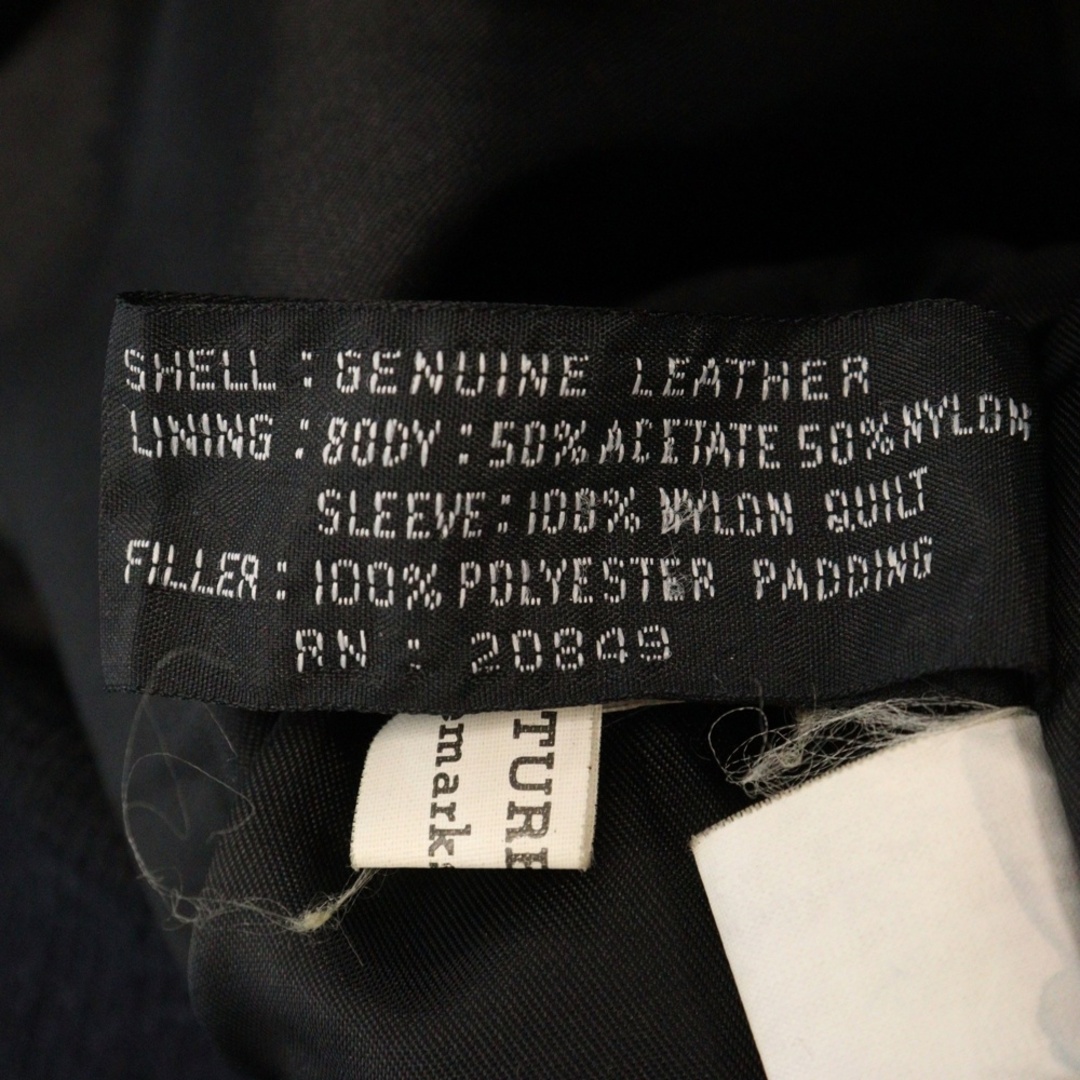 SHELL : GENUINE LEATHER
LINING : BODY : 50% ACETATE 50% NYLON
SLEEVE : 100% NYLON QUILT
FILLER : 100% POLYESTER PADDING
RN : 20849
TURE
emark